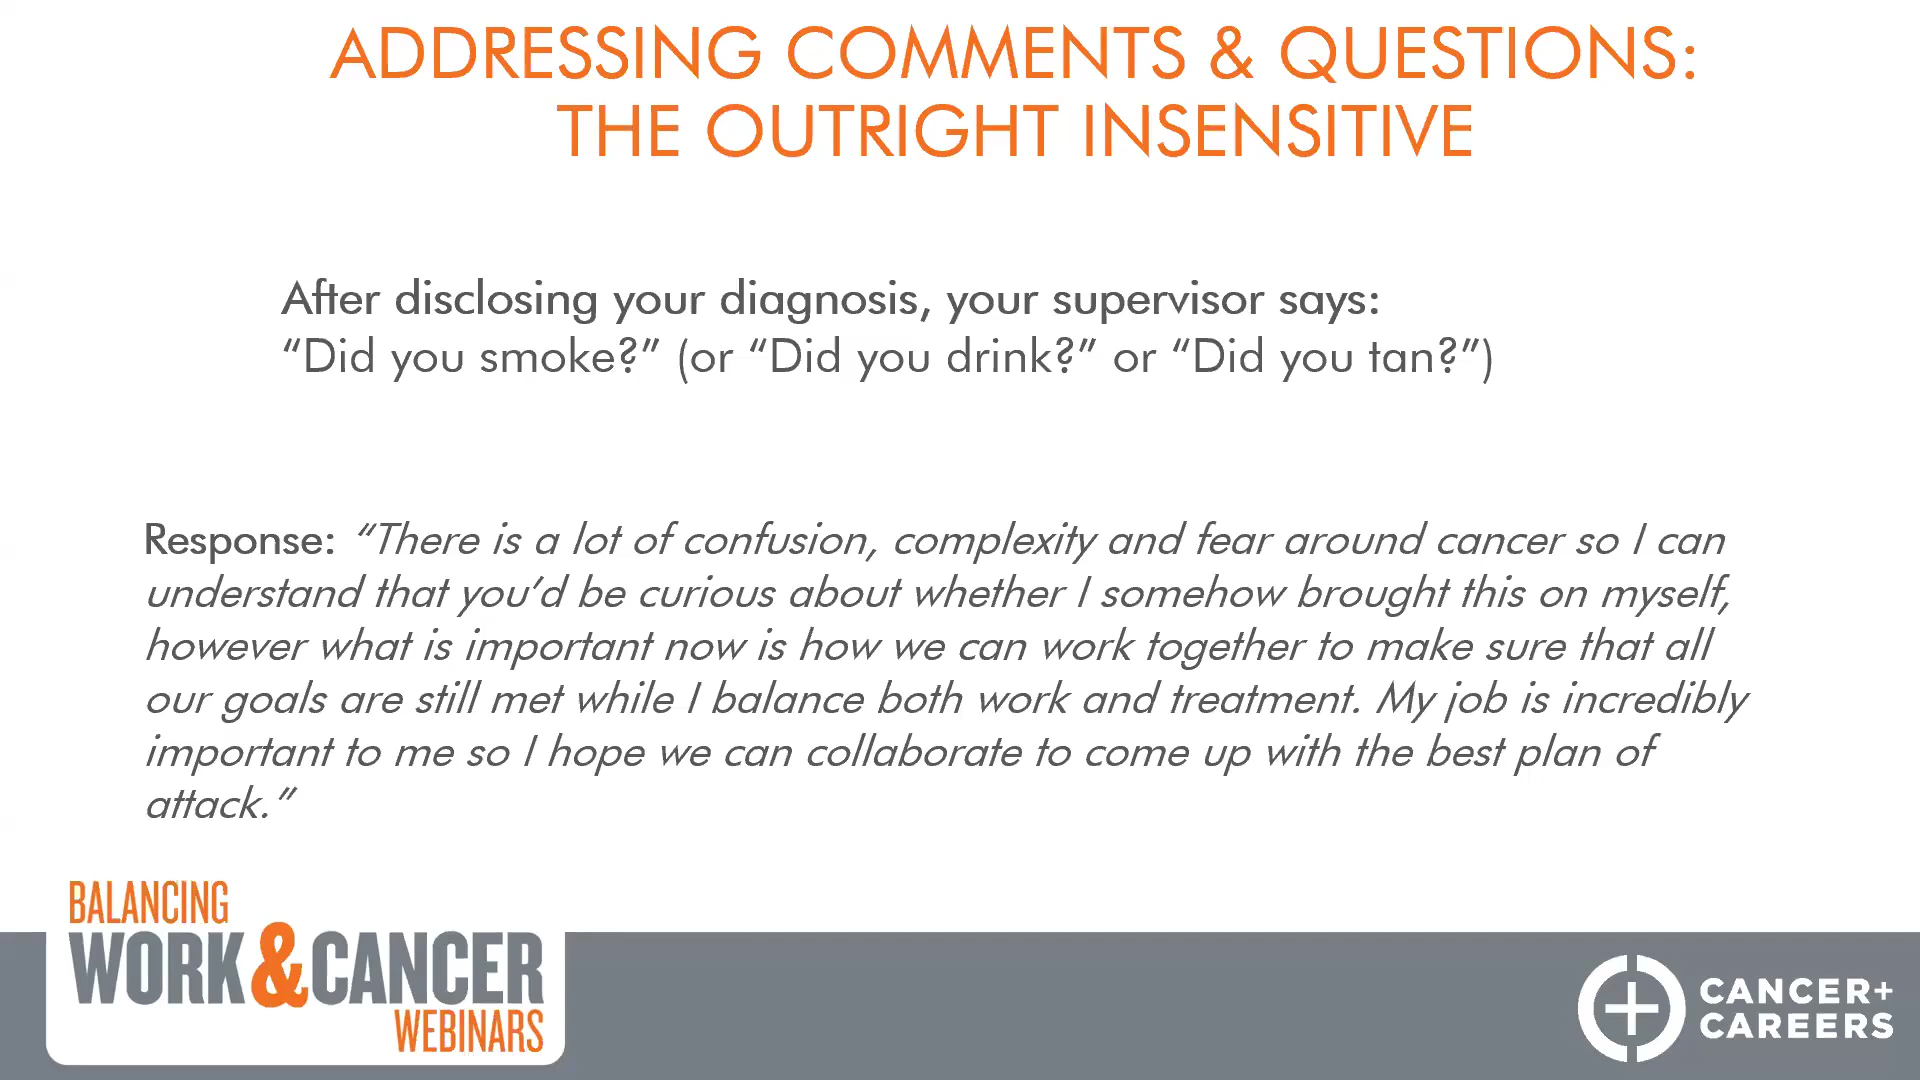 ADDRESSING COMMENTS & QUESTIONS:
THE OUTRIGHT INSENSITIVE
After disclosing your diagnosis, your supervisor says:
“Did you smoke?” (or “Did you drink?” or “Did you tan?”)
Response: “There is a lot of confusion, complexity and fear around cancer so I can
understand that you’d be curious about whether I somehow brought this on myself,
however what is important now is how we can work together to make sure that all
our goals are still met while I balance both work and treatment. My job is incredibly
important to me so I hope we can collaborate to come up with the best plan of
attack.”
BALANCING
WORK&CANCER
WEBINARS
CANCER+
CAREERS